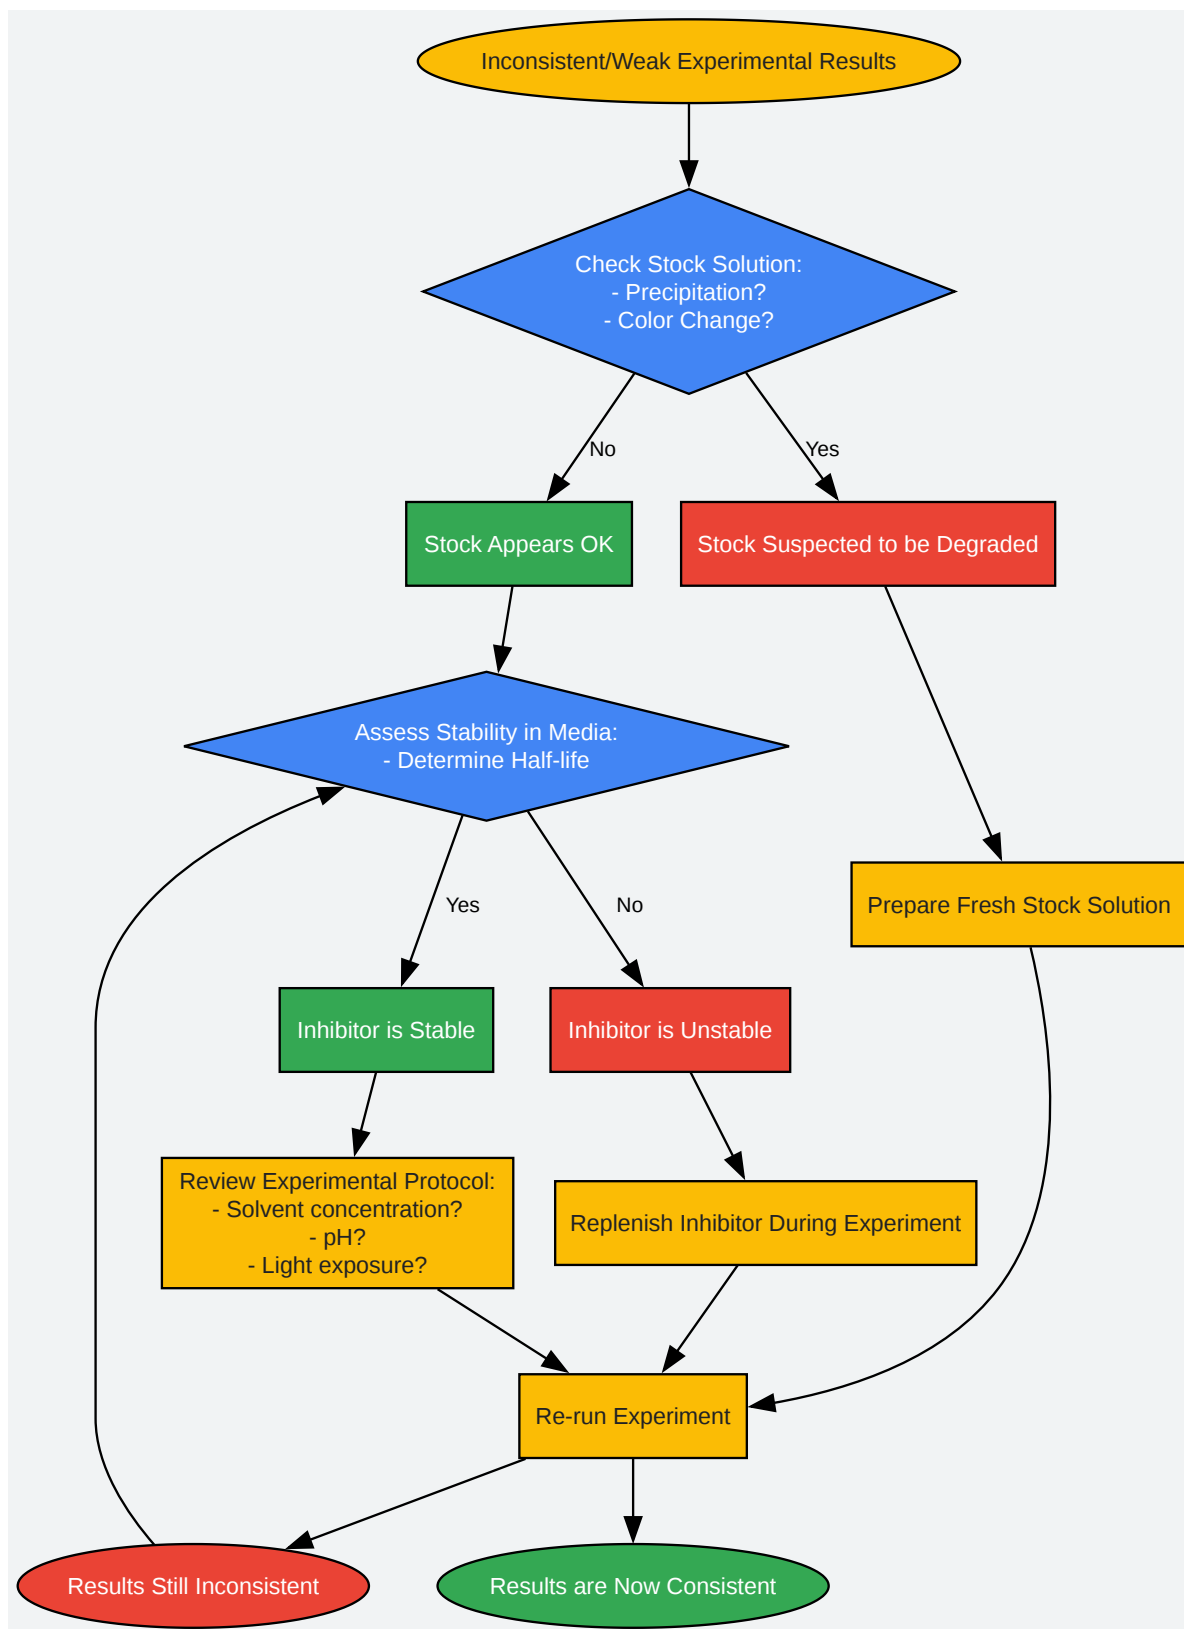 Inconsistent/Weak Experimental Results
Check Stock Solution:
- Precipitation?
- Color Change?
No
Yes
Stock Appears OK
Stock Suspected to be Degraded
Assess Stability in Media:
- Determine Half-life
Yes
No
Prepare Fresh Stock Solution
Inhibitor is Stable
Inhibitor is Unstable
Review Experimental Protocol:
- Solvent concentration?
- pH?
- Light exposure?
Replenish Inhibitor During Experiment
Re-run Experiment
Results Still Inconsistent
Results are Now Consistent